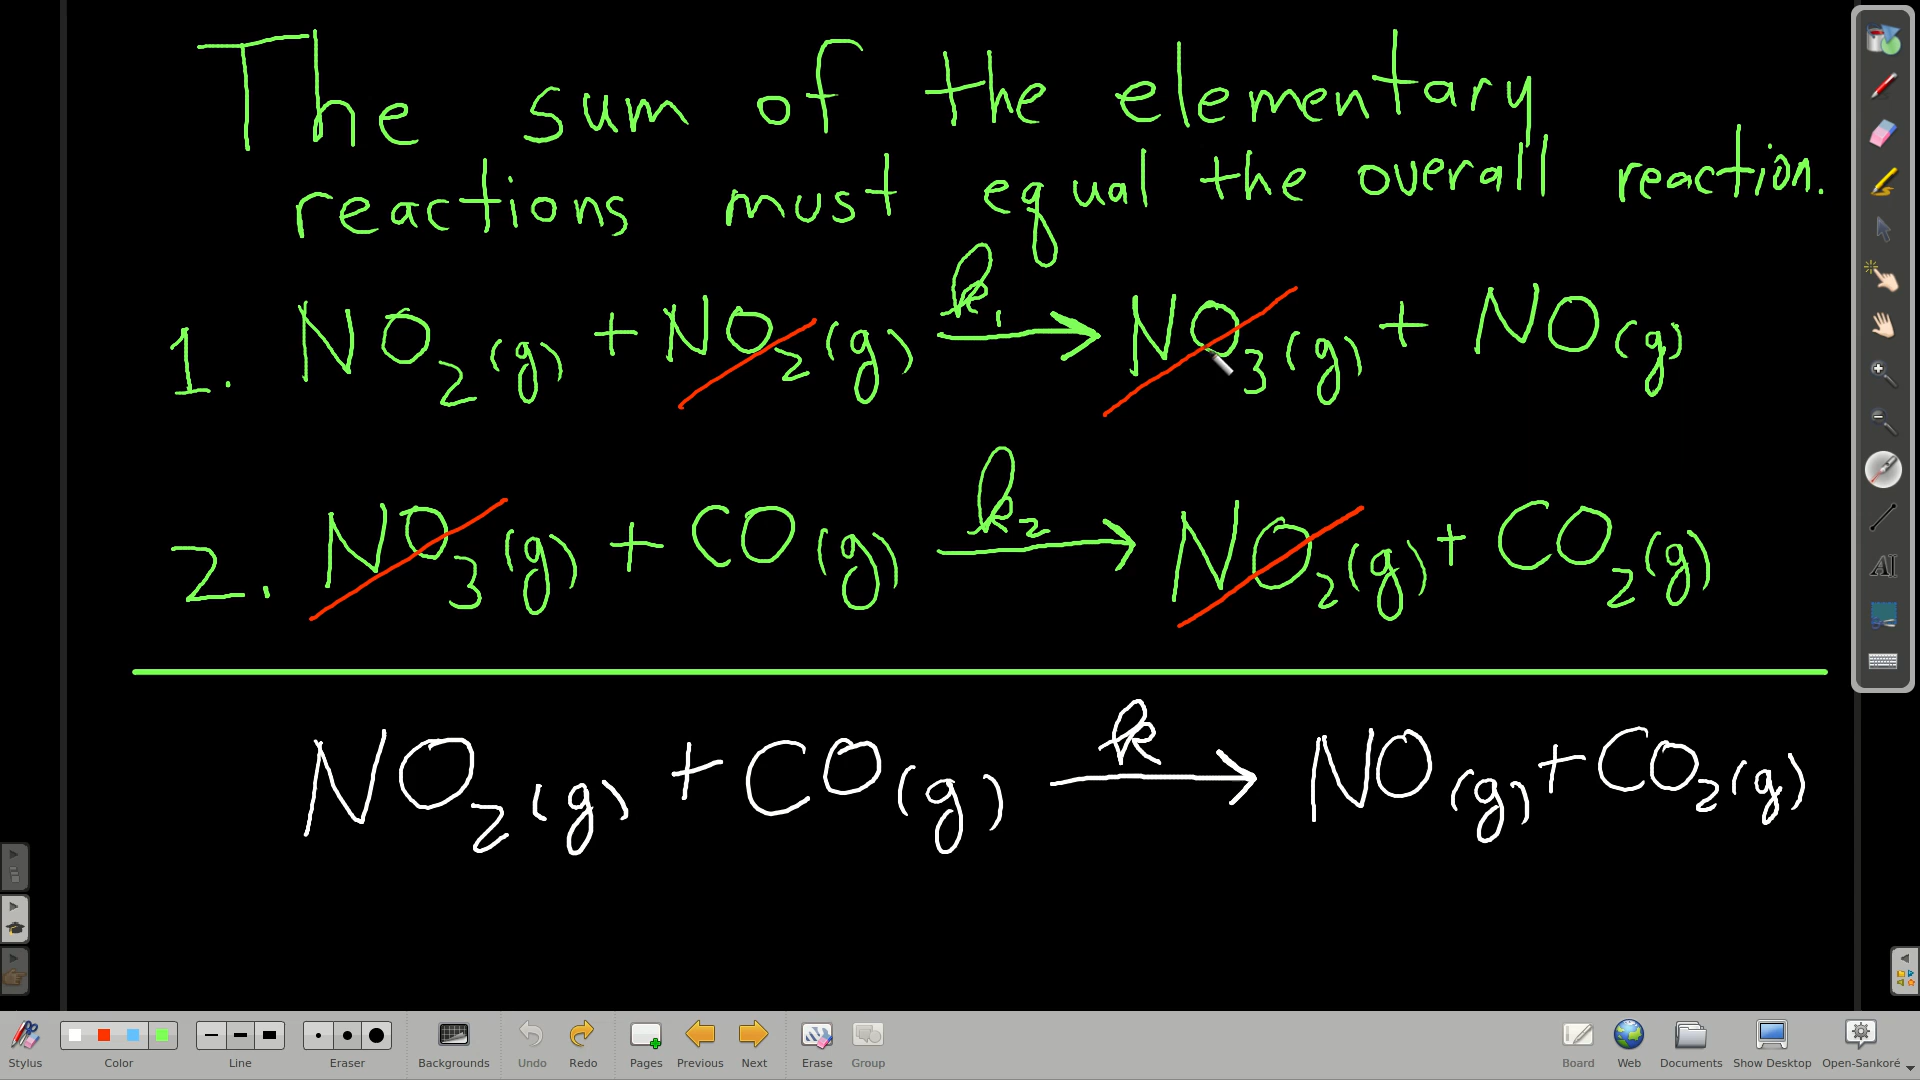 The sum of the elementary
reactions must equal the overall reaction.
1. NO₂(g) + NO₂(g) →k₁ NO₃(g) + NO(g)
2. NO₃(g) + CO(g) →k₂ NO₂(g) + CO₂(g)
NO₂(g) + CO(g) →k NO(g) + CO₂(g)
Stylus Color Line Eraser Backgrounds Undo Redo Pages Previous Next Erase Group Board Web Documents Show Desktop Open-Sankoré